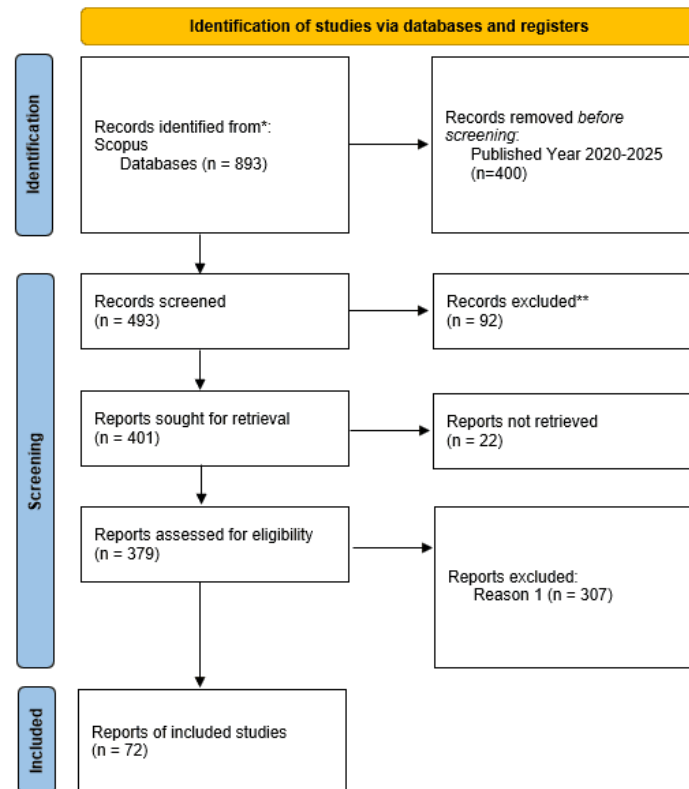 Identification of studies via databases and registers
Identification
Records identified from*:
Scopus
Databases (n = 893)
Records removed before
screening:
Published Year 2020-2025
(n=400)
Screening
Records screened
(n = 493)
Records excluded**
(n = 92)
Reports sought for retrieval
(n = 401)
Reports not retrieved
(n = 22)
Reports assessed for eligibility
(n = 379)
Reports excluded:
Reason 1 (n = 307)
Included
Reports of included studies
(n = 72)